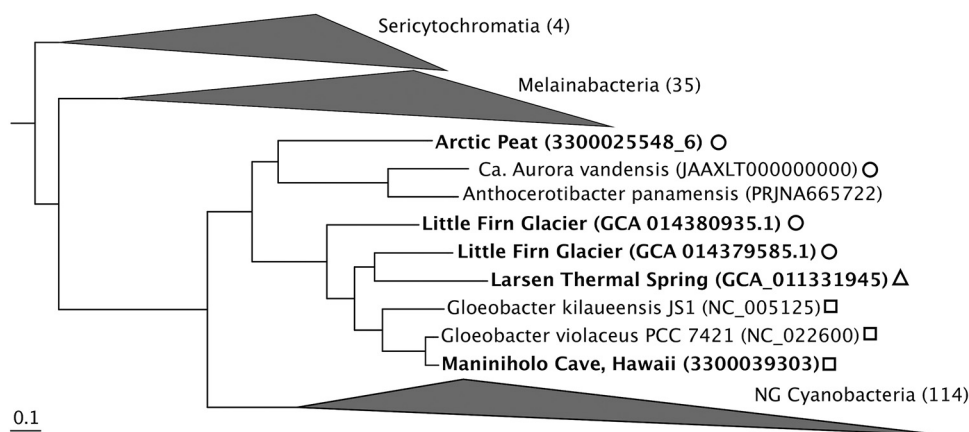 Sericytochromatia (4)
Melainabacteria (35)
Arctic Peat (3300025548_6)
Ca. Aurora vandensis (JAAXLT000000000)
Anthocerotibacter panamensis (PRJNA665722)
Little Firn Glacier (GCA 014380935.1)
Little Firn Glacier (GCA 014379585.1)
Larsen Thermal Spring (GCA_011331945)
Gloeobacter kilaueensis JS1 (NC_005125)
Gloeobacter violaceus PCC 7421 (NC_022600)
Maniniholo Cave, Hawaii (3300039303)
NG Cyanobacteria (114)
0.1